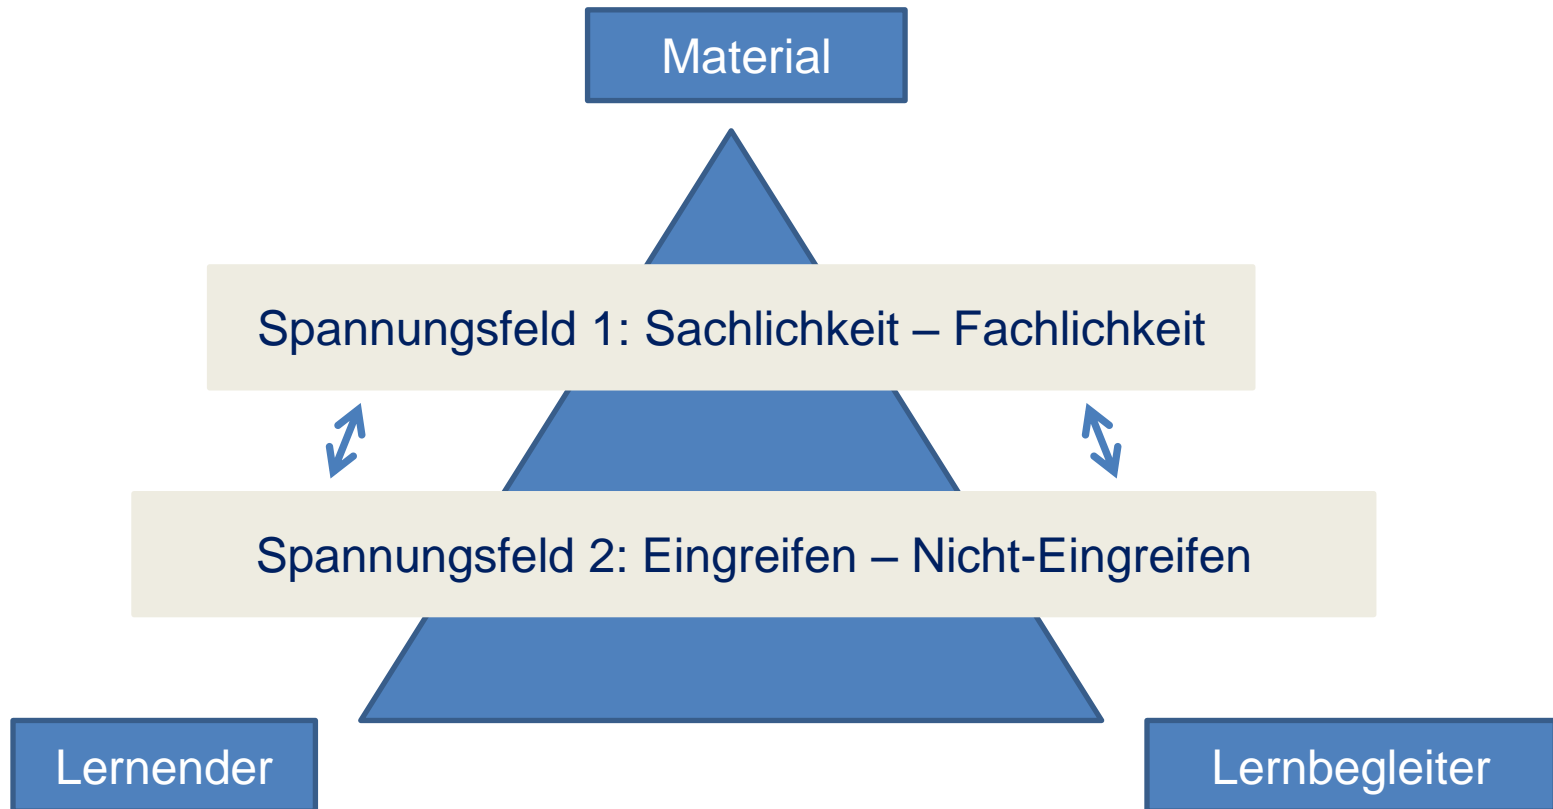 Material
Spannungsfeld 1: Sachlichkeit – Fachlichkeit
Spannungsfeld 2: Eingreifen – Nicht-Eingreifen
Lernender
Lernbegleiter